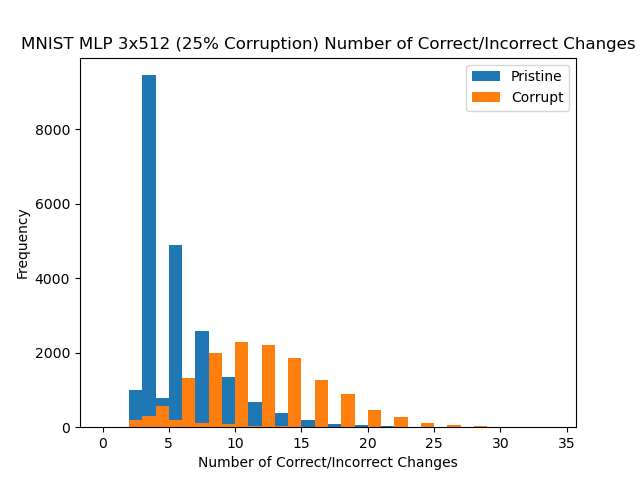 MNIST MLP 3x512 (25% Corruption) Number of Correct/Incorrect Changes
Pristine
Corrupt
8000
6000
4000
2000
0
Frequency
0 5 10 15 20 25 30 35
Number of Correct/Incorrect Changes